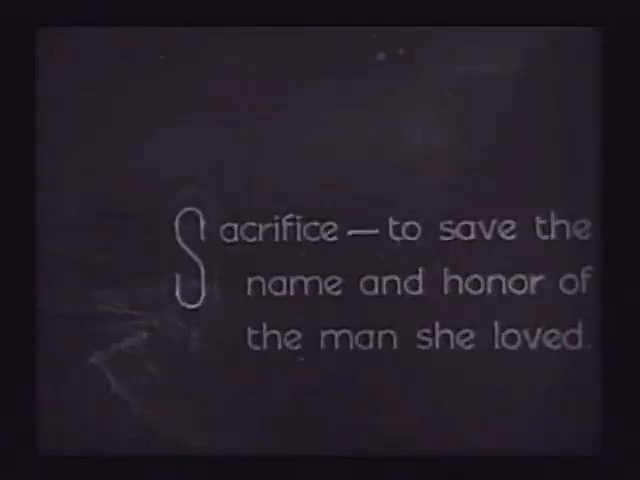 Sacrifice — to save the
name and honor of
the man she loved.